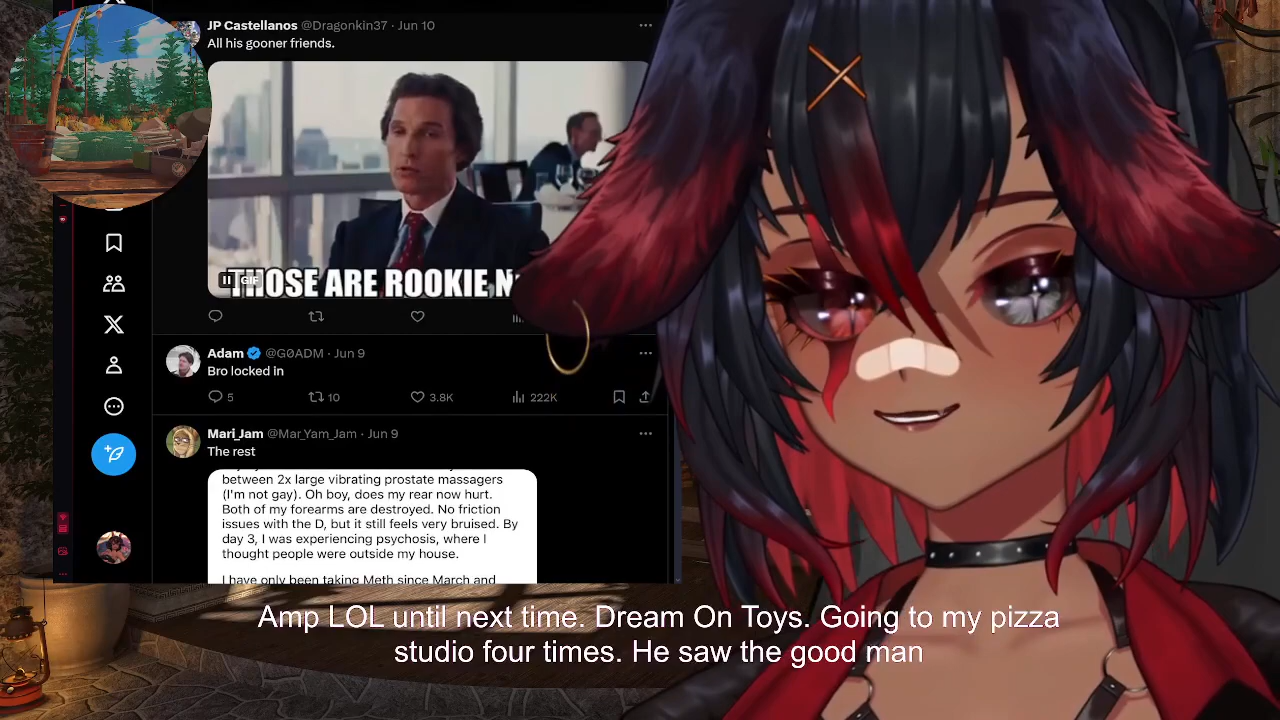 JP Castellanos @Dragonkin37 · Jun 10
All his gooner friends.
THOSE ARE ROOKIE
GIF
Adam @G0ADM · Jun 9
Bro locked in
5 10 3.8K 222K
Mari_Jam @Mar_Yam_Jam · Jun 9
The rest
between 2x large vibrating prostate massagers
(I'm not gay). Oh boy, does my rear now hurt.
Both of my forearms are destroyed. No friction
issues with the D, but it still feels very bruised. By
day 3, I was experiencing psychosis, where I
thought people were outside my house.
I have only been taking Meth since March and
Amp LOL until next time. Dream On Toys. Going to my pizza
studio four times. He saw the good man